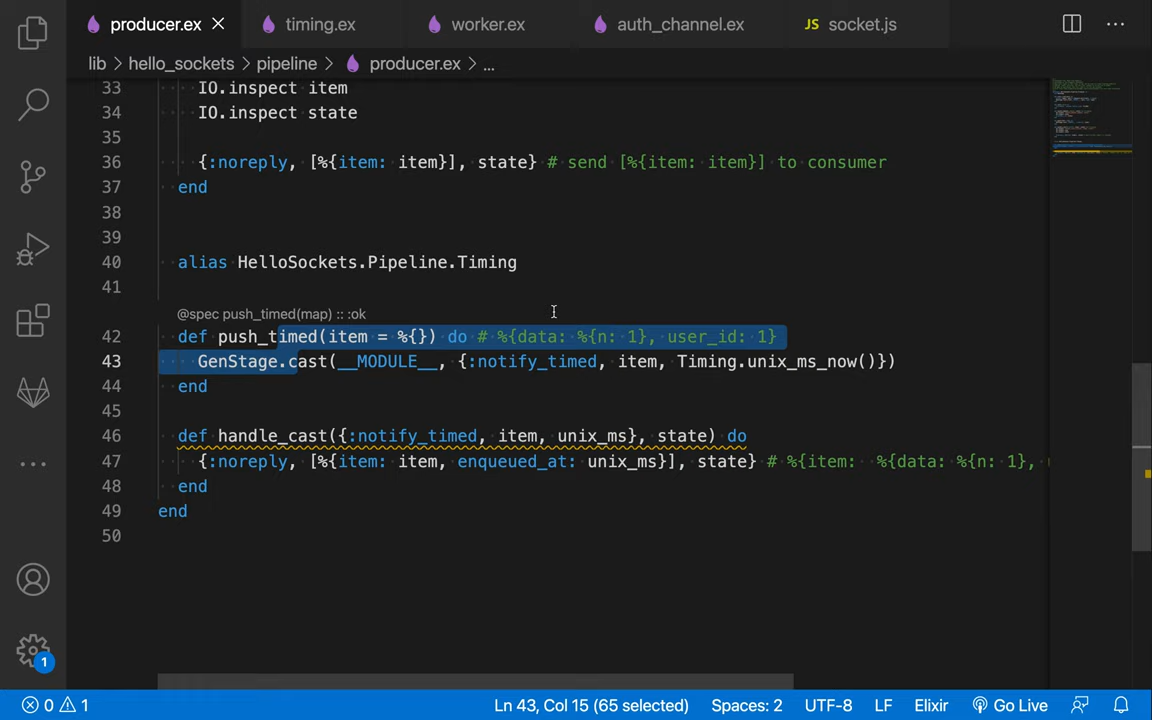 producer.ex timing.ex worker.ex auth_channel.ex JS socket.js
lib > hello_sockets > pipeline > producer.ex > ...
33 IO.inspect item
34 IO.inspect state
35
36 {:noreply, [%{item: item}], state} # send [%{item: item}] to consumer
37 end
38
39
40 alias HelloSockets.Pipeline.Timing
41
@spec push_timed(map) :: :ok
42 def push_timed(item = %{}) do # %{data: %{n: 1}, user_id: 1}
43 GenStage.cast(__MODULE__, {:notify_timed, item, Timing.unix_ms_now()})
44 end
45
46 def handle_cast({:notify_timed, item, unix_ms}, state) do
47 {:noreply, [%{item: item, enqueued_at: unix_ms}], state} # %{item: %{data: %{n: 1},
48 end
49 end
50
1
0 1 Ln 43, Col 15 (65 selected) Spaces: 2 UTF-8 LF Elixir Go Live